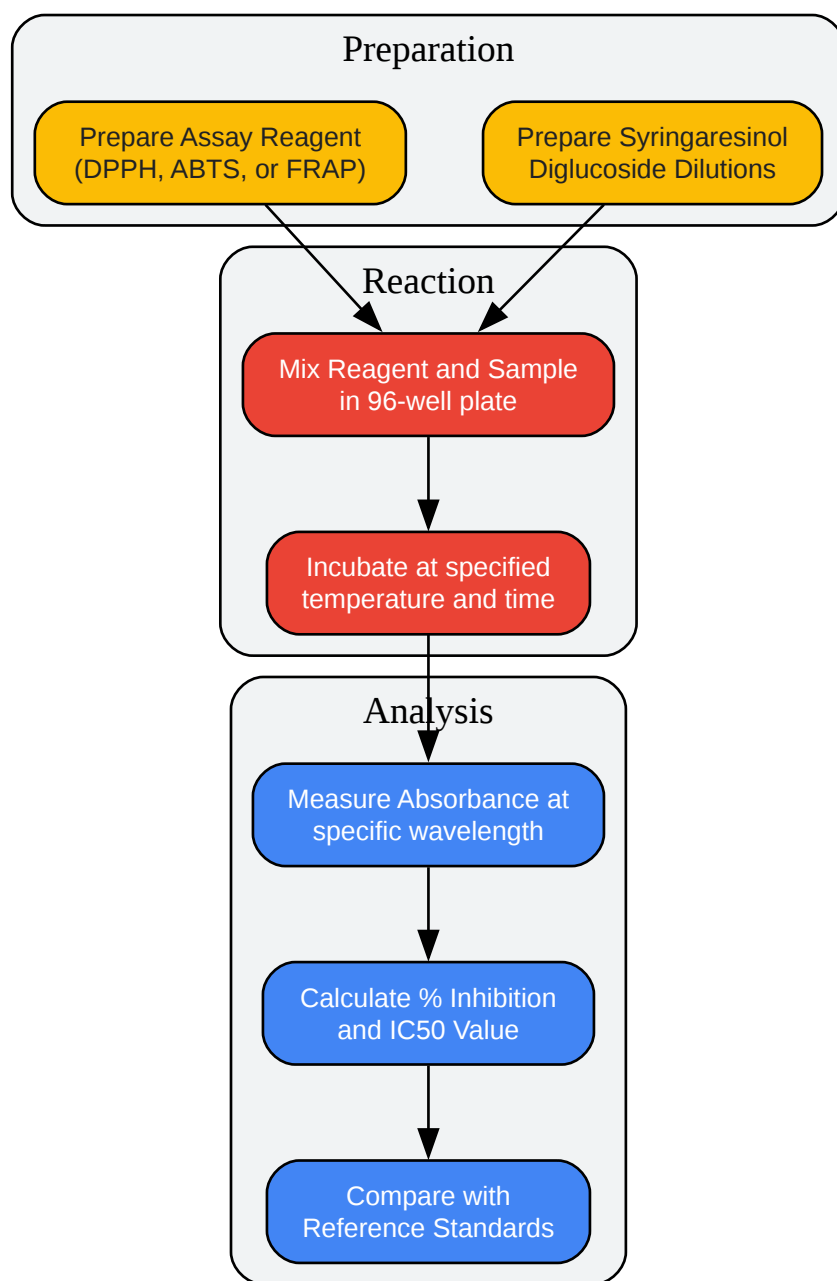 Preparation
Prepare Assay Reagent
(DPPH, ABTS, or FRAP)
Prepare Syringaresinol
Diglucoside Dilutions
Reaction
Mix Reagent and Sample
in 96-well plate
Incubate at specified
temperature and time
Analysis
Measure Absorbance at
specific wavelength
Calculate % Inhibition
and IC50 Value
Compare with
Reference Standards